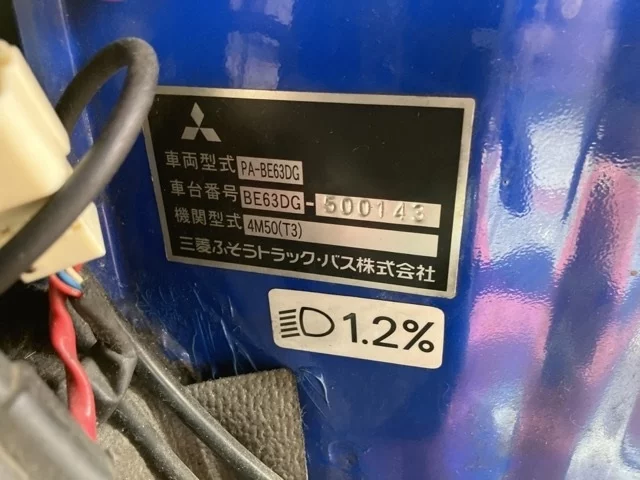 車両型式 PA-BE63DG
車台番号 BE63DG-500143
機関型式 4M50(T3)
三菱ふそうトラック・バス株式会社
1.2%